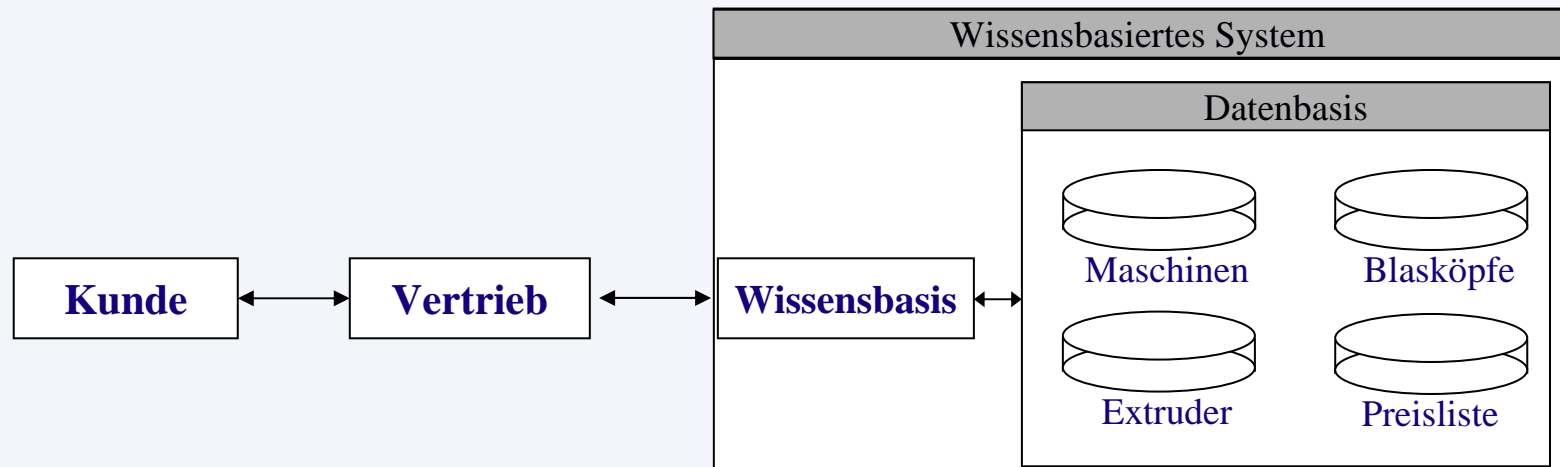 Wissensbasiertes System
Datenbasis
Maschinen
Blasköpfe
Kunde
Vertrieb
Wissensbasis
Extruder
Preisliste